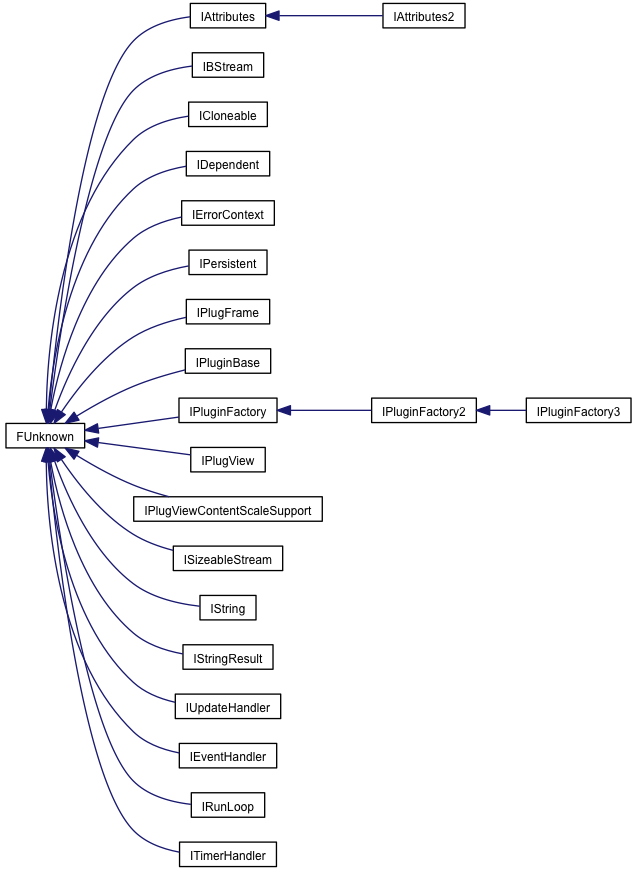 IAttributes
IAttributes2
IBStream
ICloneable
IDependent
IErrorContext
IPersistent
IPlugFrame
IPluginBase
IPluginFactory
IPluginFactory2
IPluginFactory3
FUnknown
IPlugView
IPlugViewContentScaleSupport
ISizeableStream
IString
IStringResult
IUpdateHandler
IEventHandler
IRunLoop
ITimerHandler